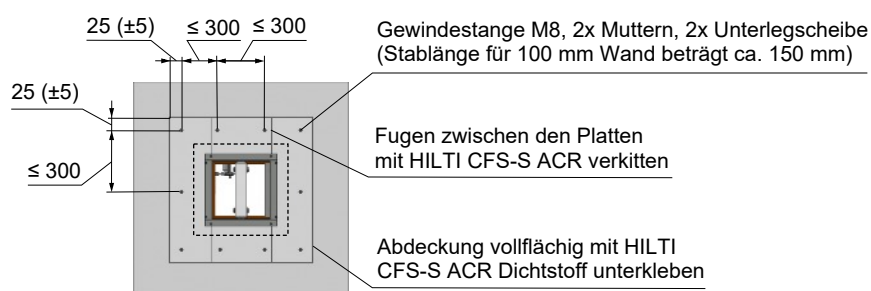 25 (±5)
≤ 300
≤ 300
Gewindestange M8, 2x Muttern, 2x Unterlegscheibe
(Stablänge für 100 mm Wand beträgt ca. 150 mm)
25 (±5)
≤ 300
Fugen zwischen den Platten
mit HILTI CFS-S ACR verkitten
Abdeckung vollflächig mit HILTI
CFS-S ACR Dichtstoff unterkleben